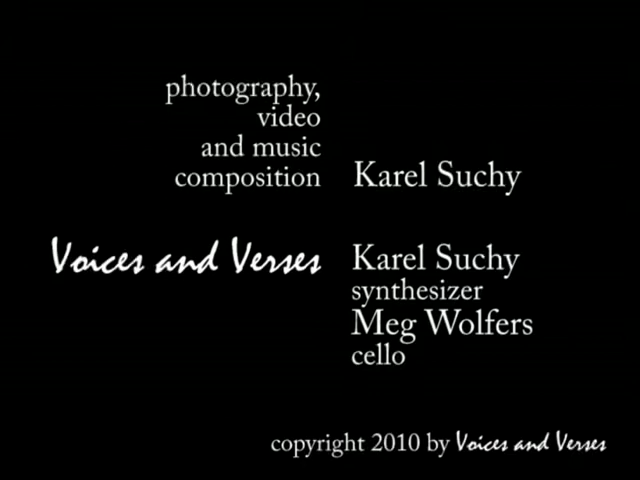 photography,
video
and music
composition Karel Suchy
Voices and Verses Karel Suchy
synthesizer
Meg Wolfers
cello
copyright 2010 by Voices and Verses